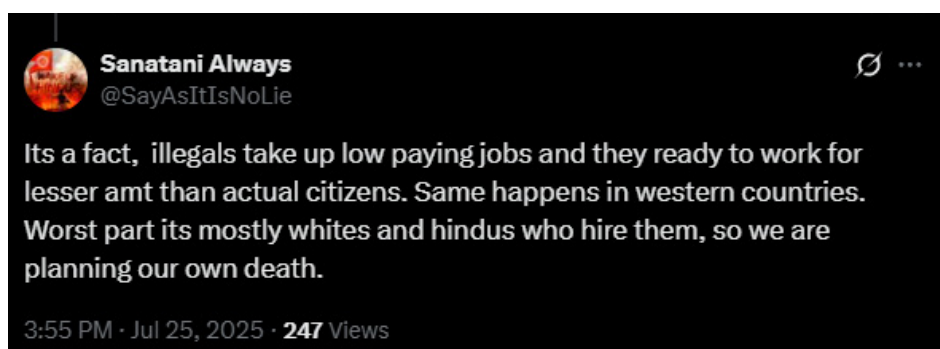 Sanatani Always
@SayAsItIsNoLie
Its a fact, illegals take up low paying jobs and they ready to work for
lesser amt than actual citizens. Same happens in western countries.
Worst part its mostly whites and hindus who hire them, so we are
planning our own death.
3:55 PM · Jul 25, 2025 · 247 Views